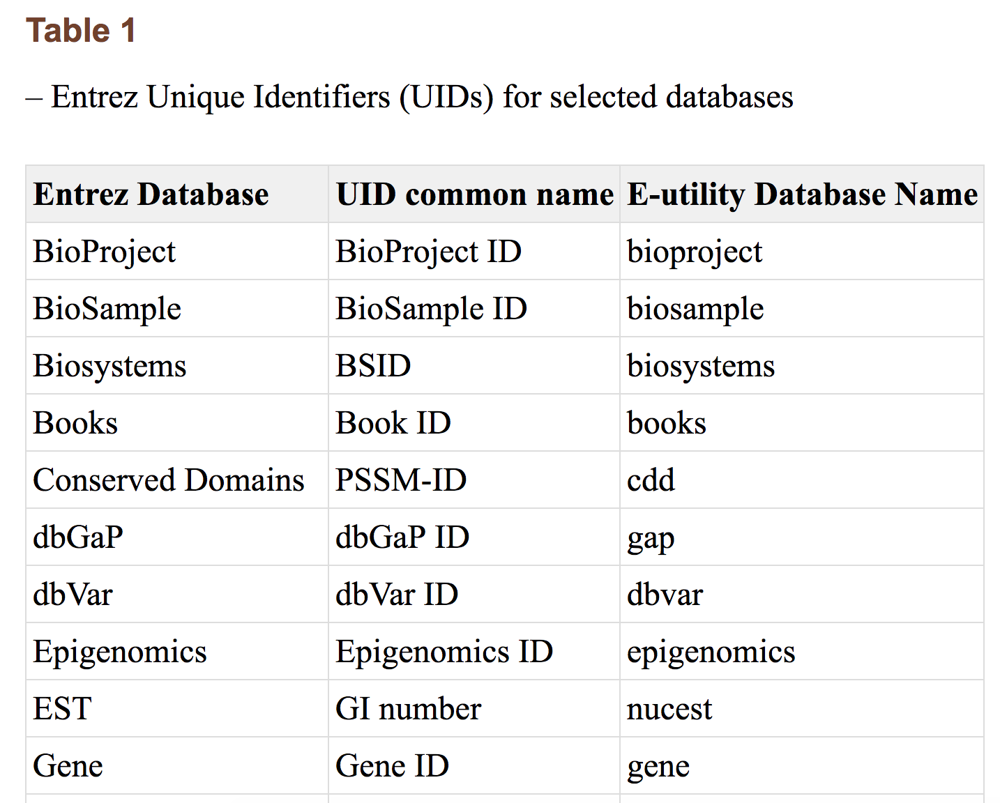 Table 1
– Entrez Unique Identifiers (UIDs) for selected databases
Entrez Database UID common name E-utility Database Name
BioProject BioProject ID bioproject
BioSample BioSample ID biosample
Biosystems BSID biosystems
Books Book ID books
Conserved Domains PSSM-ID cdd
dbGaP dbGaP ID gap
dbVar dbVar ID dbvar
Epigenomics Epigenomics ID epigenomics
EST GI number nucest
Gene Gene ID gene